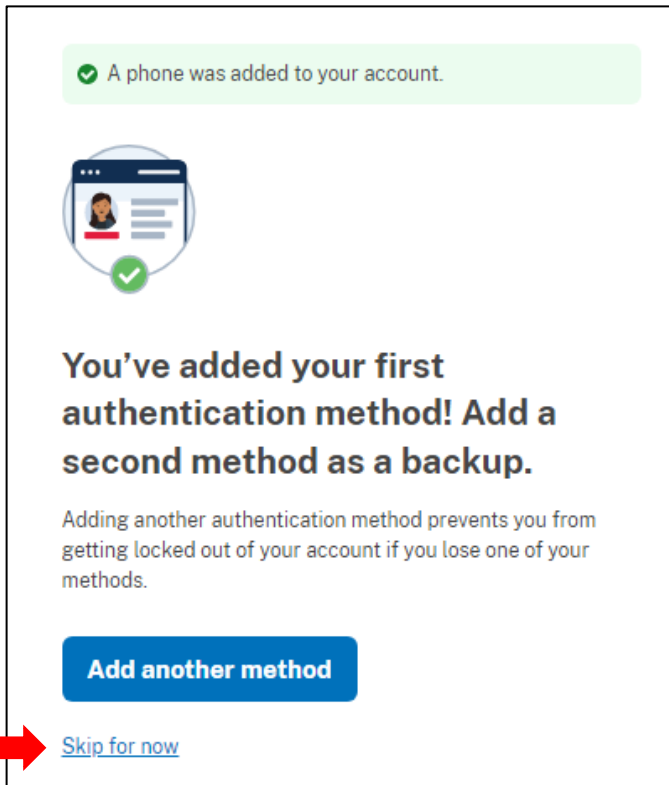 A phone was added to your account.
You’ve added your first
authentication method! Add a
second method as a backup.
Adding another authentication method prevents you from
getting locked out of your account if you lose one of your
methods.
Add another method
Skip for now